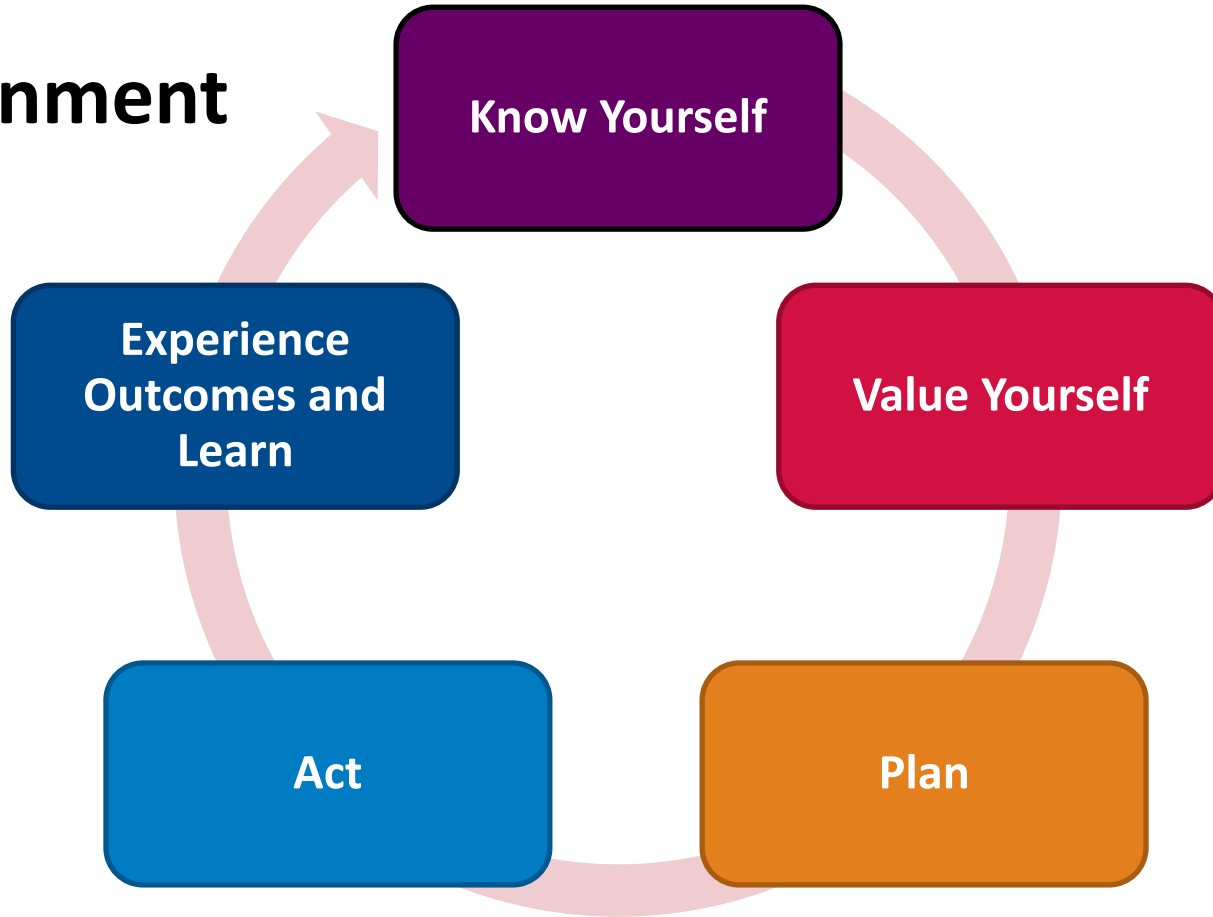 nment
Know Yourself
Value Yourself
Plan
Act
Experience
Outcomes and
Learn